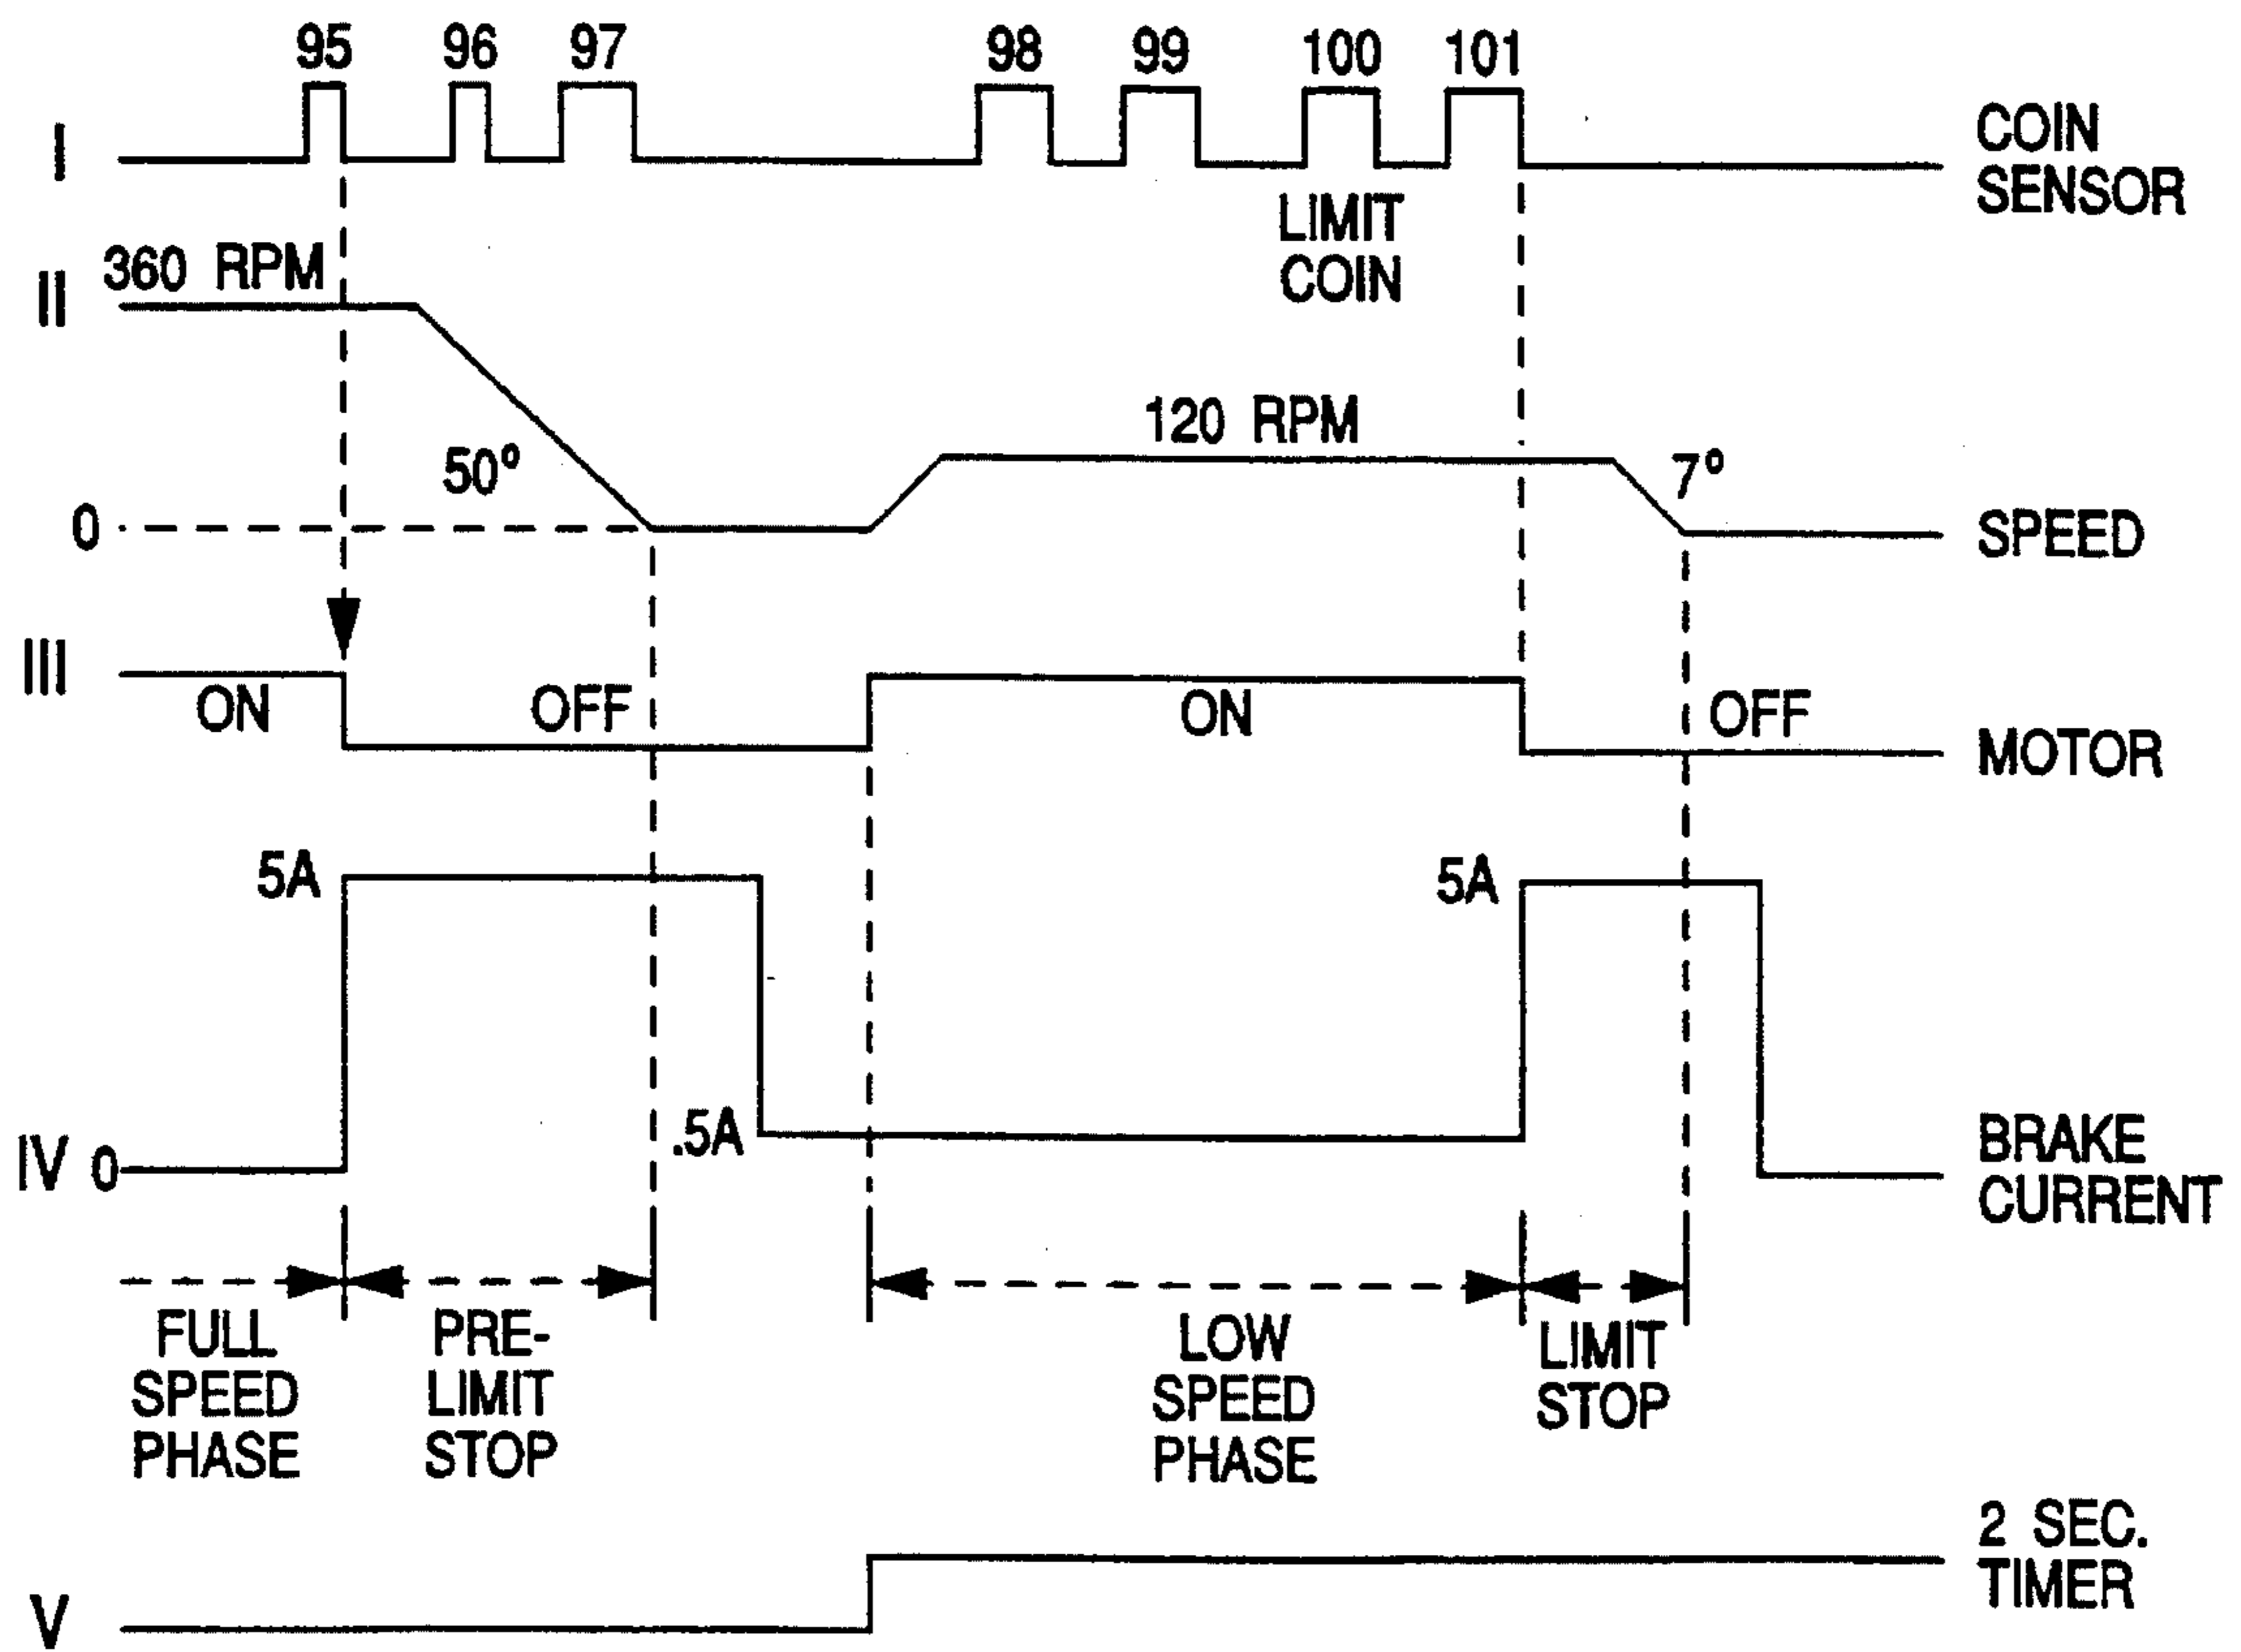 95 96 97 98 99 100 101
I
COIN
SENSOR
LIMIT
COIN
II
360 RPM
120 RPM
50°
7°
0
SPEED
III
ON
OFF
ON
OFF
MOTOR
5A
5A
.5A
IV 0
BRAKE
CURRENT
FULL
SPEED
PHASE
PRE-
LIMIT
STOP
LOW
SPEED
PHASE
LIMIT
STOP
2 SEC.
TIMER
V